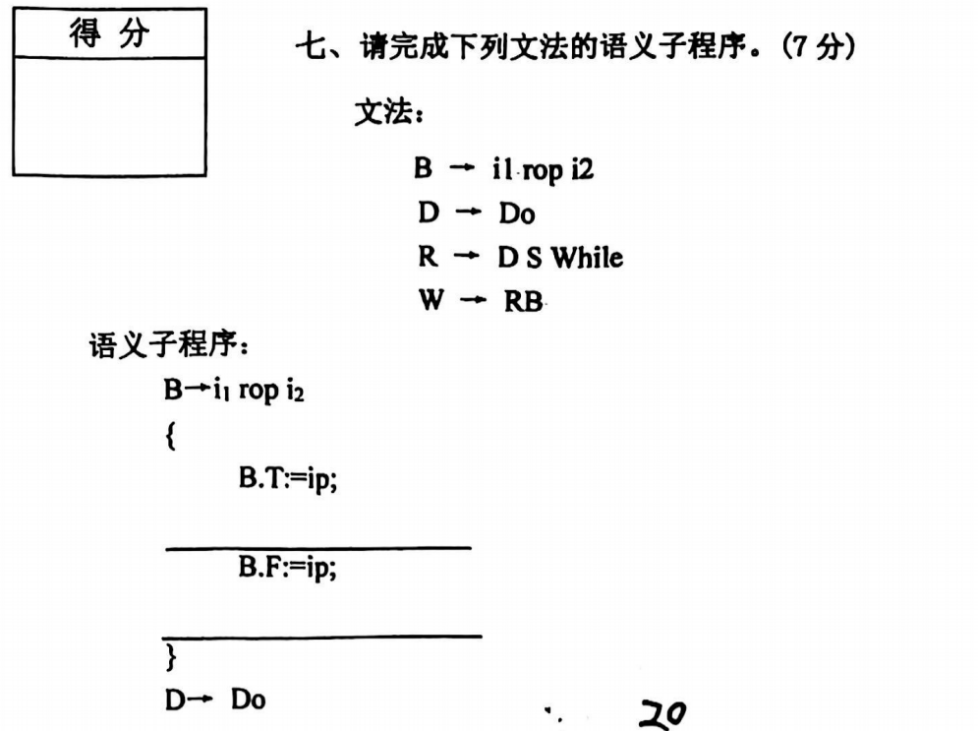 得 分
七、请完成下列文法的语义子程序。(7 分)
文法：
B → i1 rop i2
D → Do
R → D S While
W → RB
语义子程序：
B→i₁ rop i₂
{
B.T:=ip;
B.F:=ip;
}
D→ Do
20